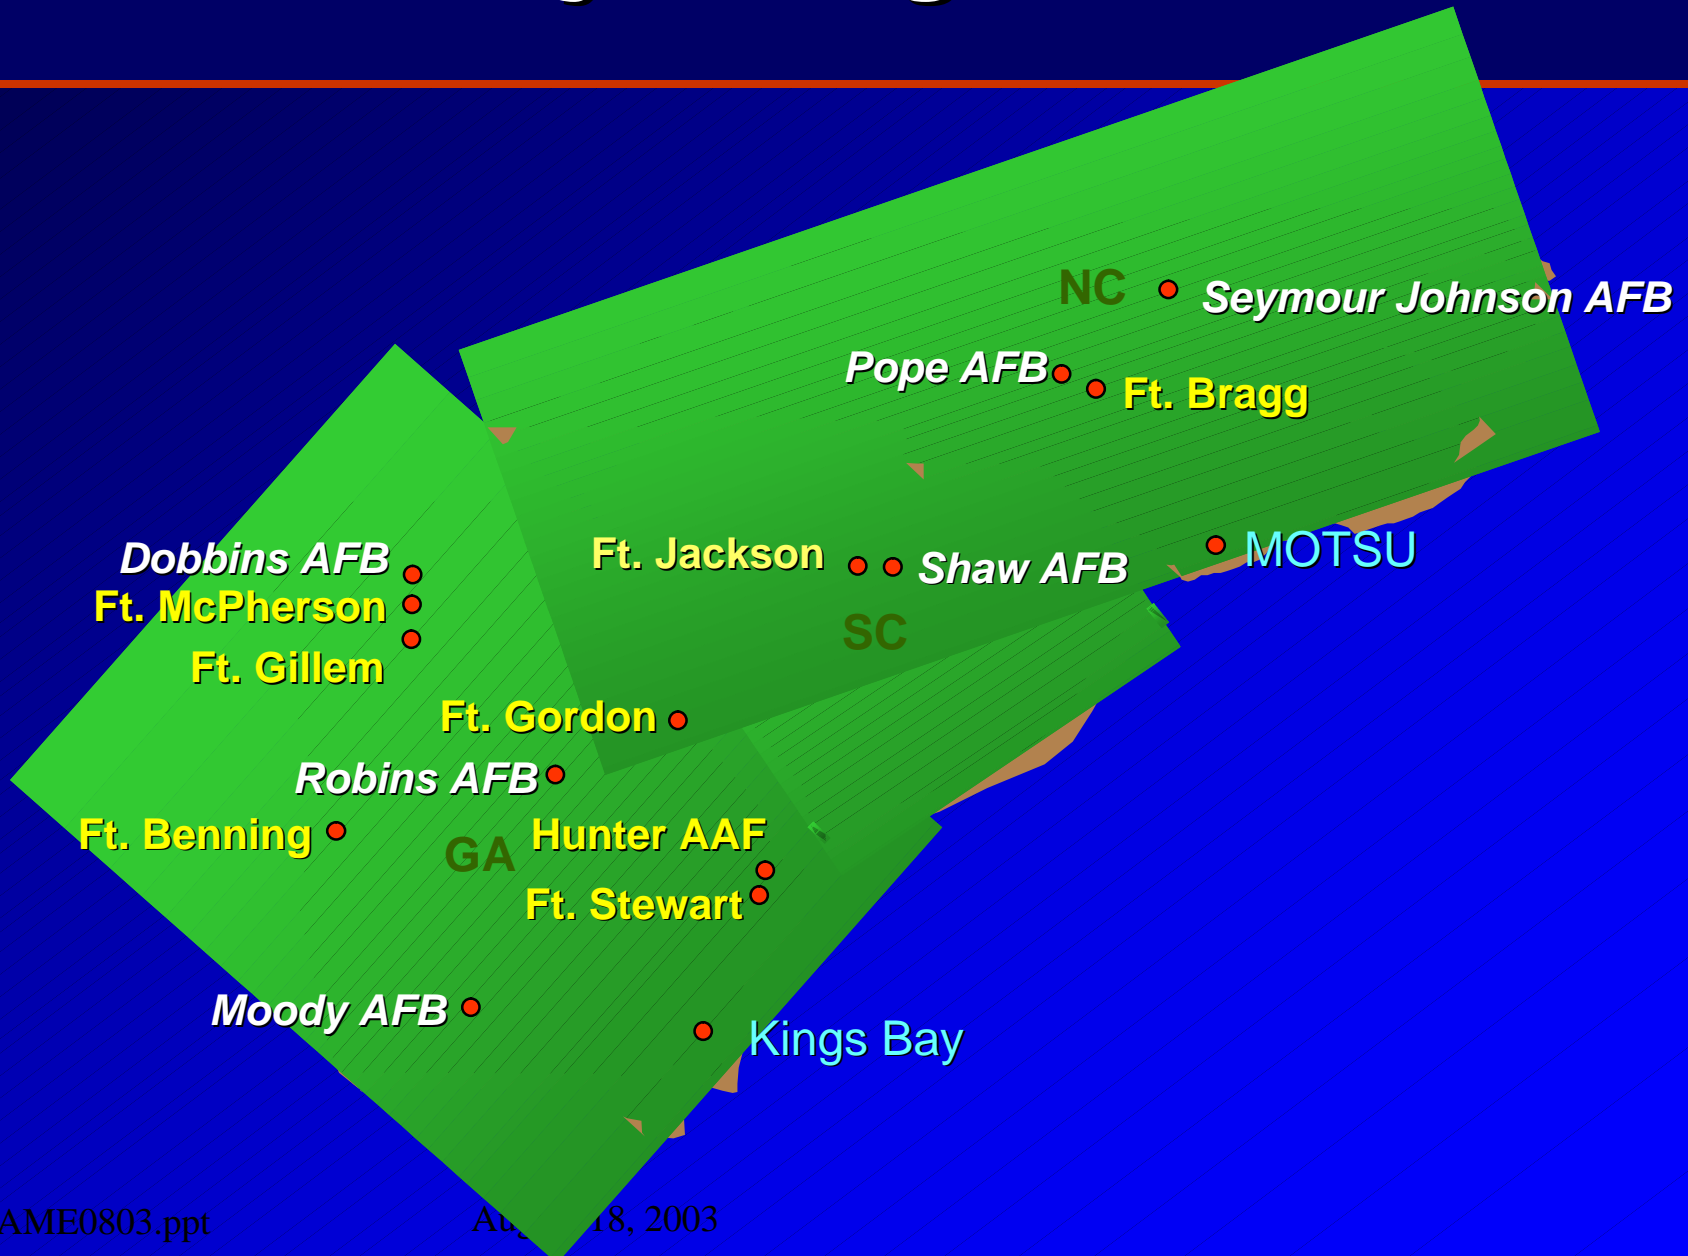 NC
Seymour Johnson AFB
Pope AFB
Ft. Bragg
Dobbins AFB
Ft. Jackson
Shaw AFB
MOTSU
Ft. McPherson
SC
Ft. Gillem
Ft. Gordon
Robins AFB
Ft. Benning
GA
Hunter AAF
Ft. Stewart
Moody AFB
Kings Bay
AME0803.ppt
18, 2003